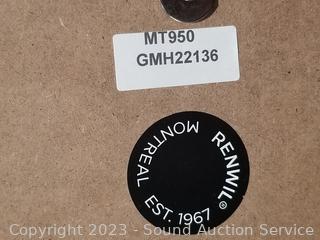 MT950
GMH22136
RENWIL®
MONTREAL
EST. 1967
Copyright 2023 - Sound Auction Service